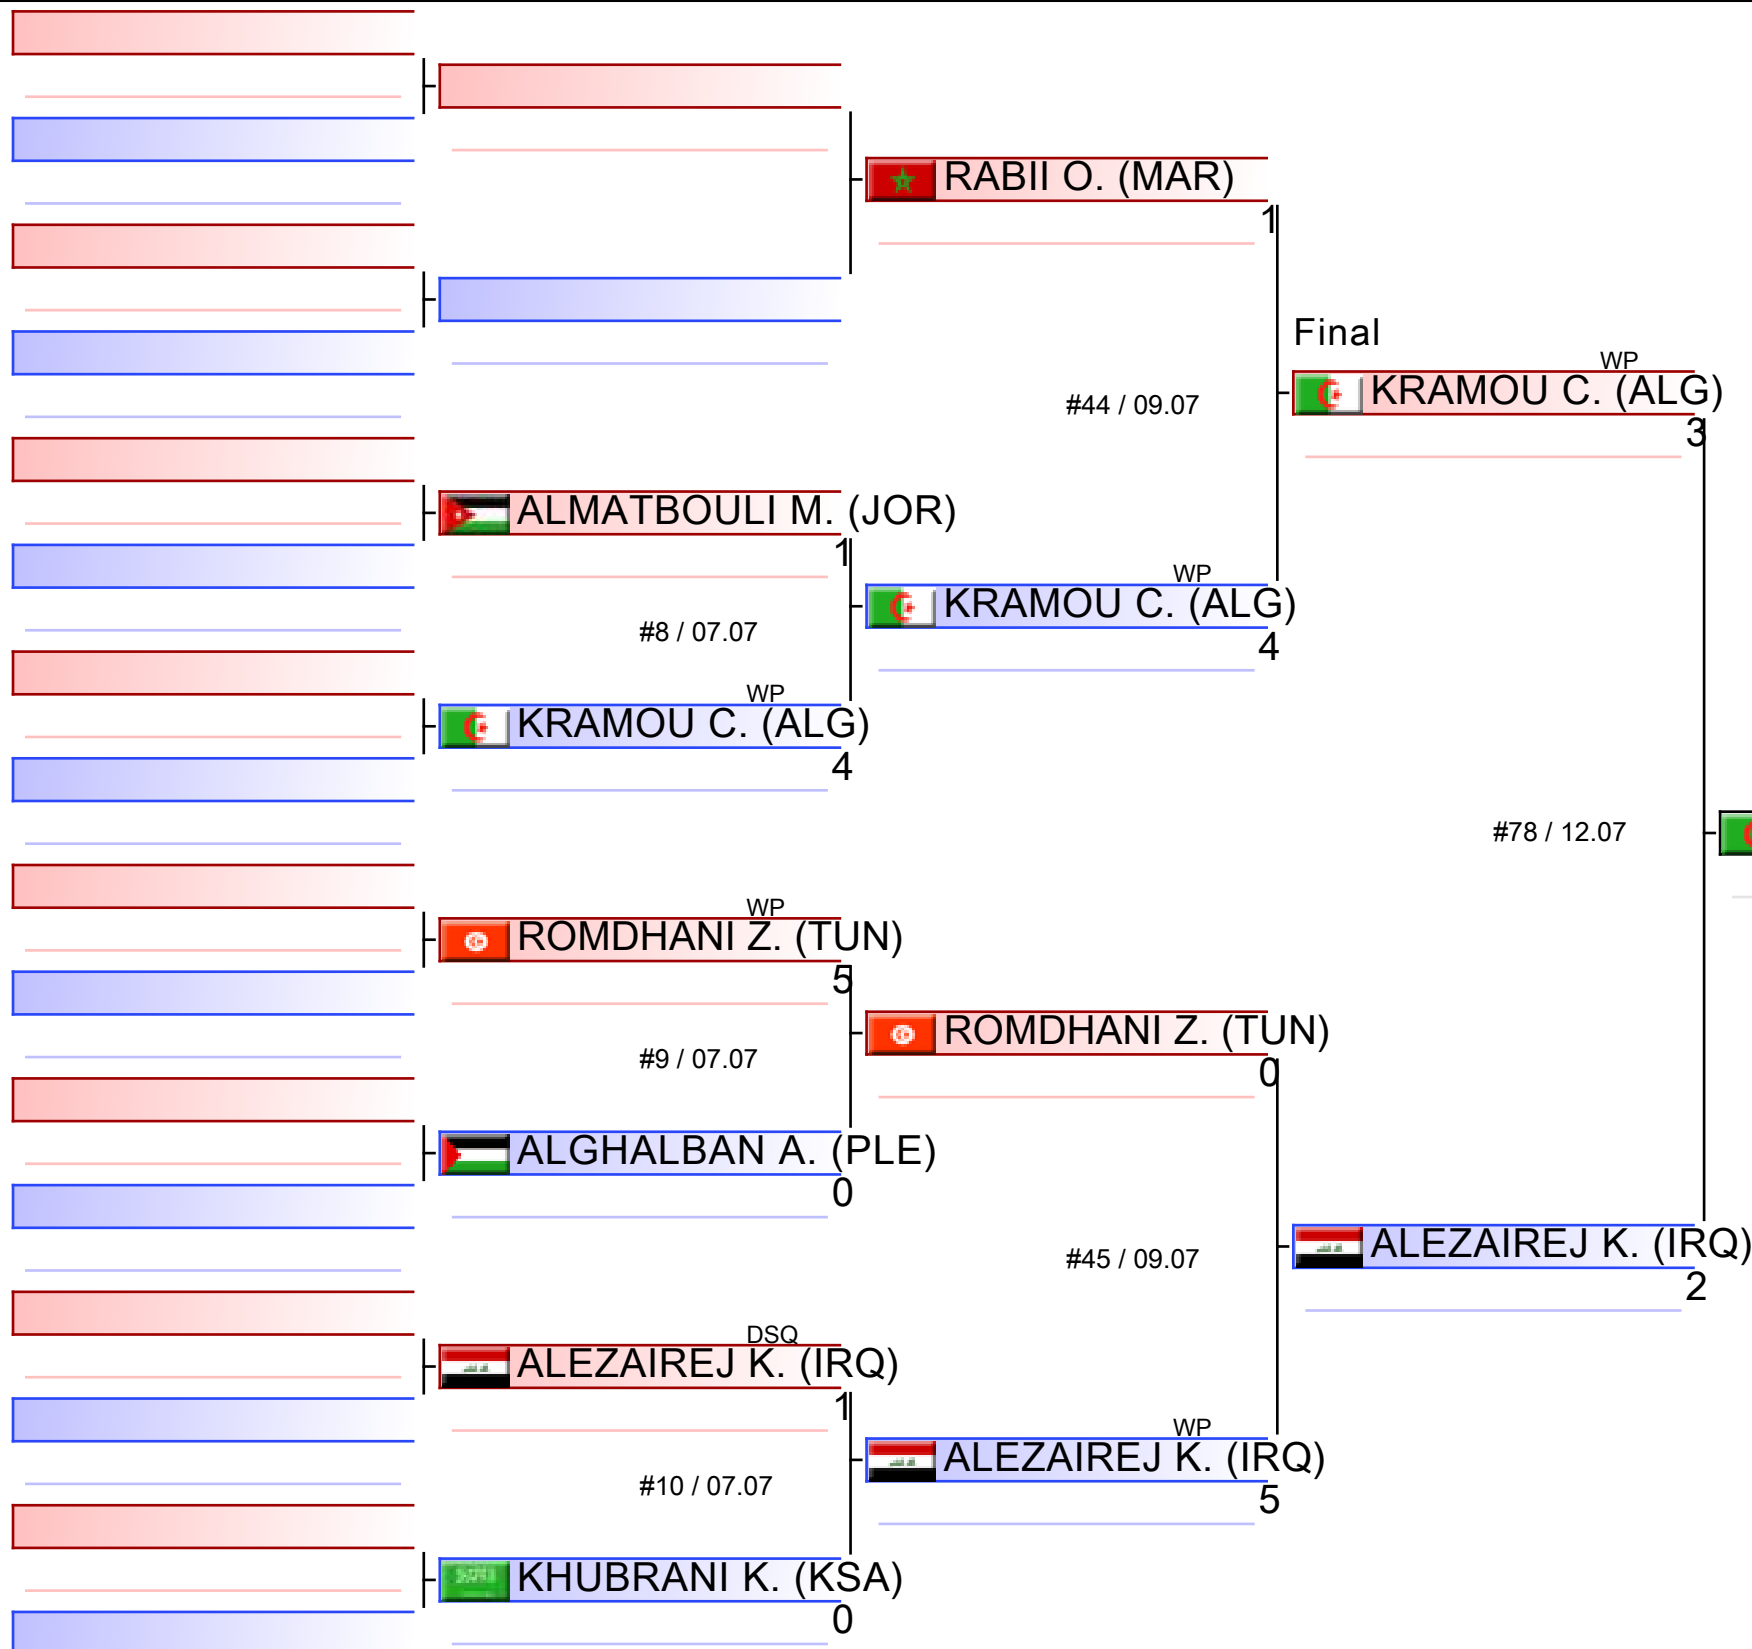 RABII O. (MAR)
1
Final
WP
KRAMOU C. (ALG)
3
#44 / 09.07
ALMATBOULI M. (JOR)
1
WP
KRAMOU C. (ALG)
4
#8 / 07.07
WP
KRAMOU C. (ALG)
4
#78 / 12.07
WP
ROMDHANI Z. (TUN)
5
ROMDHANI Z. (TUN)
0
#9 / 07.07
ALGHALBAN A. (PLE)
0
ALEZAIREJ K. (IRQ)
2
#45 / 09.07
DSQ
ALEZAIREJ K. (IRQ)
1
WP
ALEZAIREJ K. (IRQ)
5
#10 / 07.07
KHUBRANI K. (KSA)
0